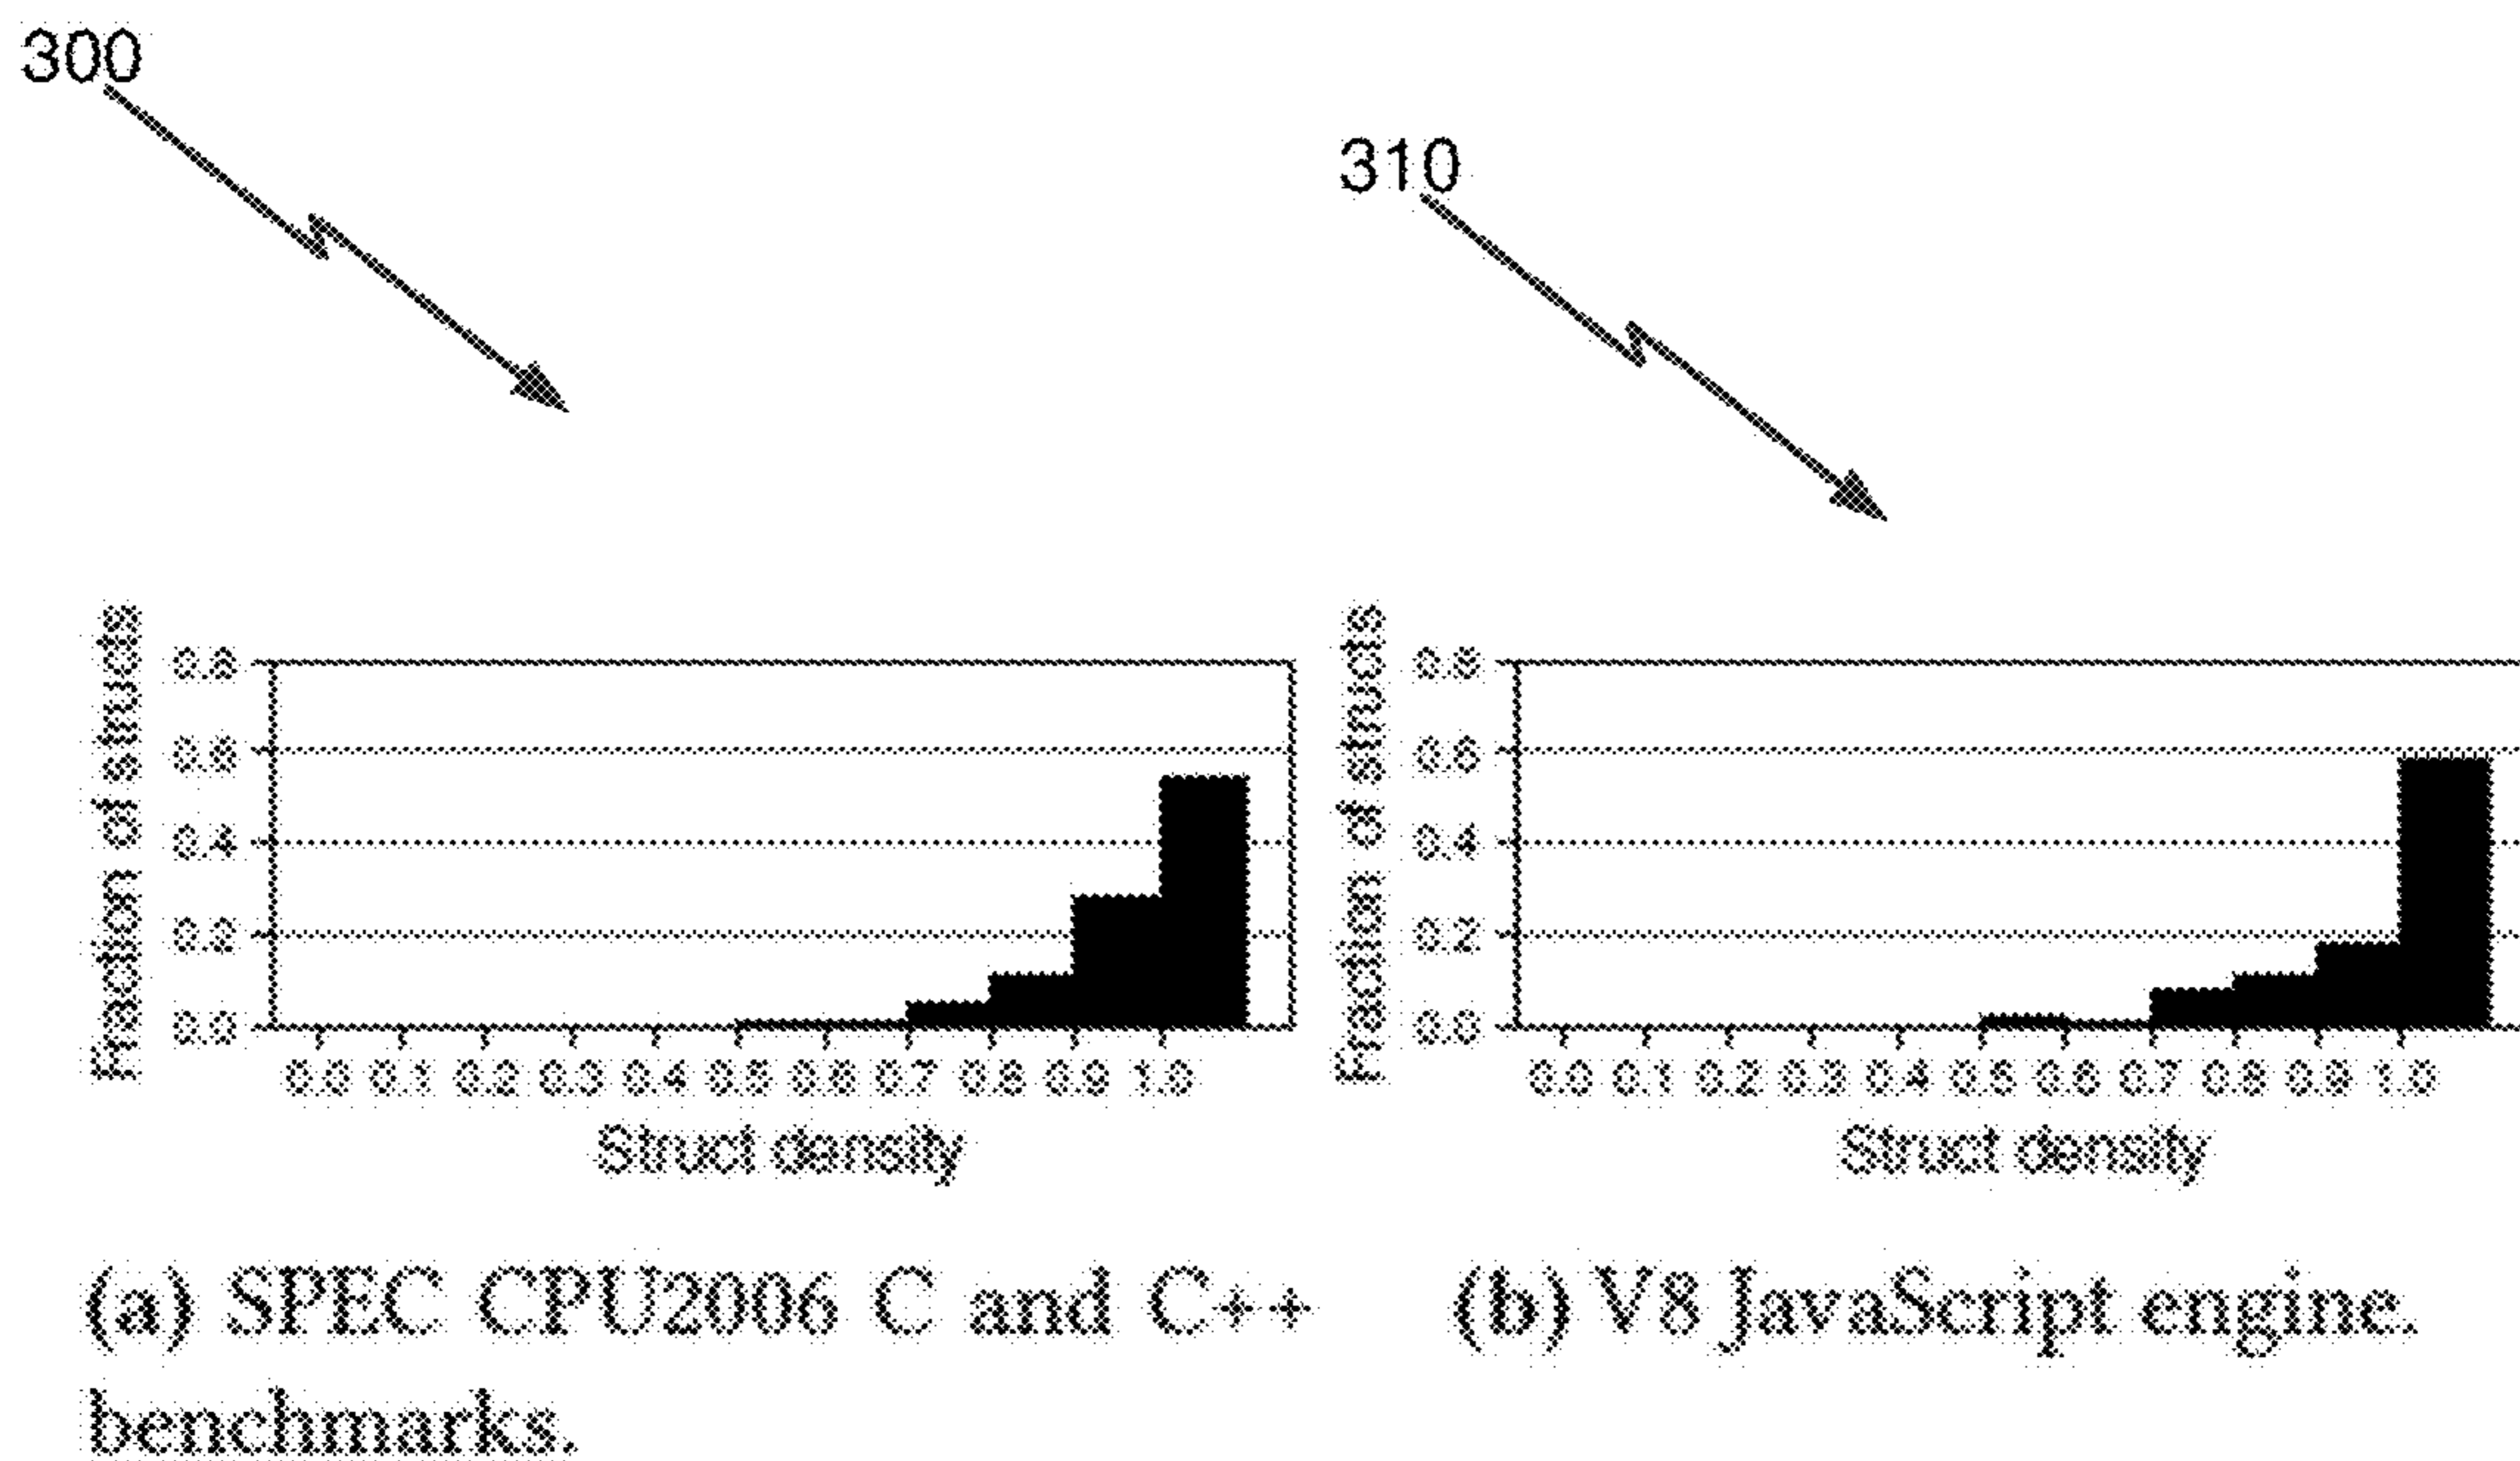 300
310
Fraction of structs
0.8
0.6
0.4
0.2
0.0
0.0 0.1 0.2 0.3 0.4 0.5 0.6 0.7 0.8 0.9 1.0
Struct density
(a) SPEC CPU2006 C and C++
benchmarks.
Fraction of structs
0.8
0.6
0.4
0.2
0.0
0.0 0.1 0.2 0.3 0.4 0.5 0.6 0.7 0.8 0.9 1.0
Struct density
(b) V8 JavaScript engine.